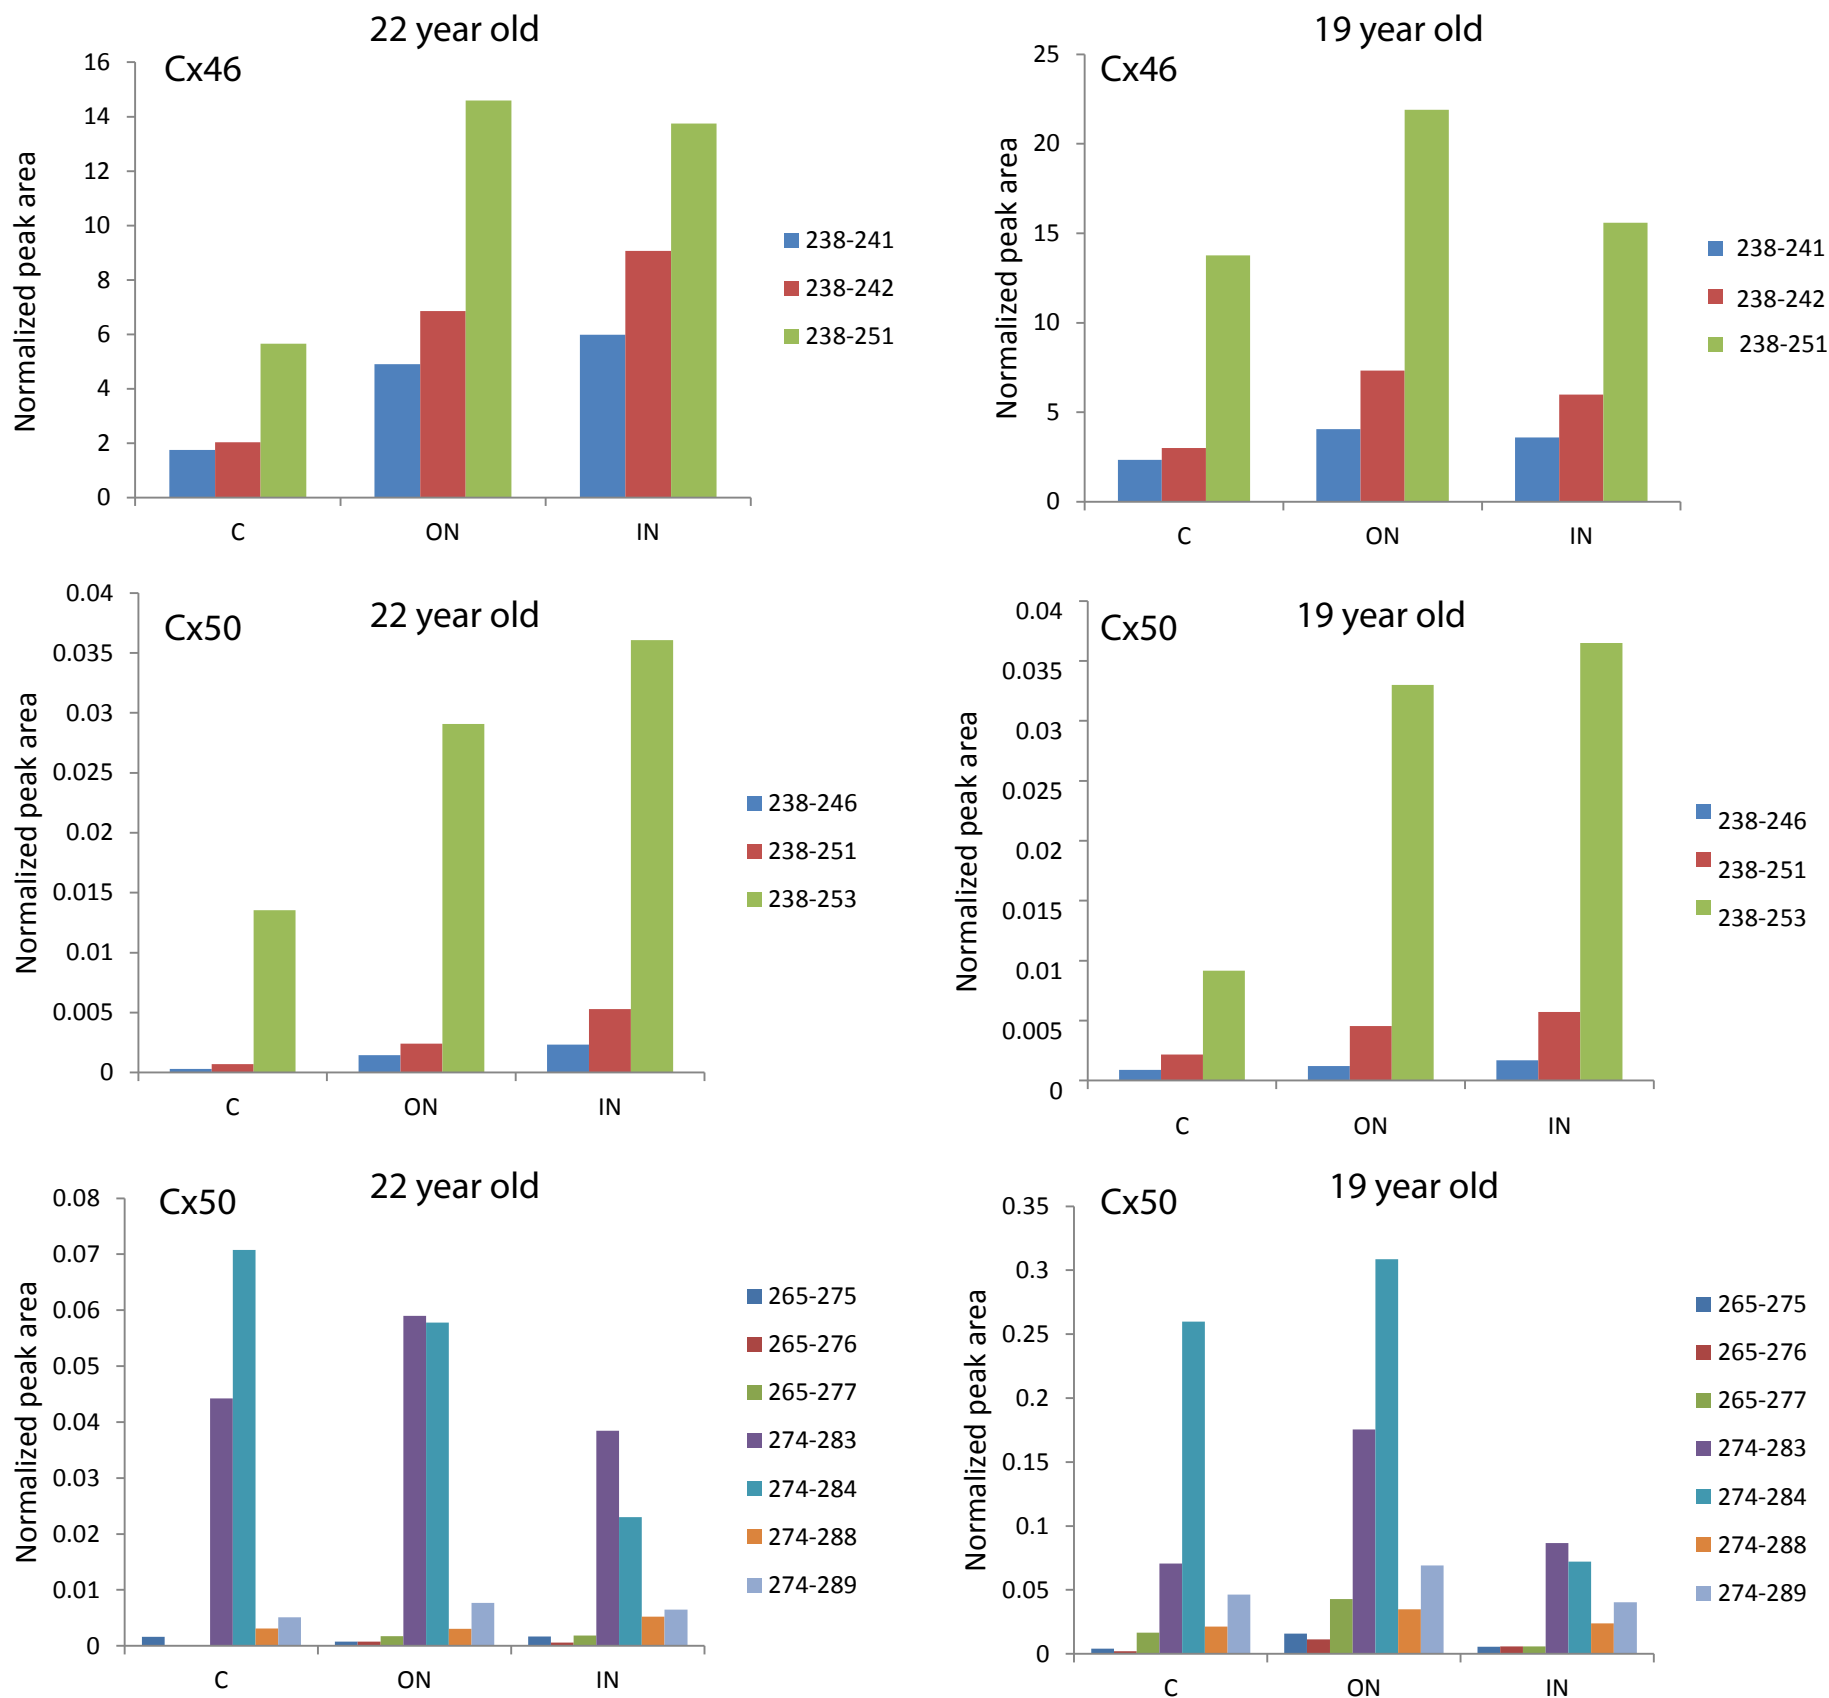 22 year old
Cx46
Normalized peak area
16
14
12
10
8
6
4
2
0
C
ON
IN
238-241
238-242
238-251
19 year old
Cx46
Normalized peak area
25
20
15
10
5
0
C
ON
IN
238-241
238-242
238-251
22 year old
Cx50
Normalized peak area
0.04
0.035
0.03
0.025
0.02
0.015
0.01
0.005
0
C
ON
IN
238-246
238-251
238-253
19 year old
Cx50
Normalized peak area
0.04
0.035
0.03
0.025
0.02
0.015
0.01
0.005
0
C
ON
IN
238-246
238-251
238-253
22 year old
Cx50
Normalized peak area
0.08
0.07
0.06
0.05
0.04
0.03
0.02
0.01
0
C
ON
IN
265-275
265-276
265-277
274-283
274-284
274-288
274-289
19 year old
Cx50
Normalized peak area
0.35
0.3
0.25
0.2
0.15
0.1
0.05
0
C
ON
IN
265-275
265-276
265-277
274-283
274-284
274-288
274-289